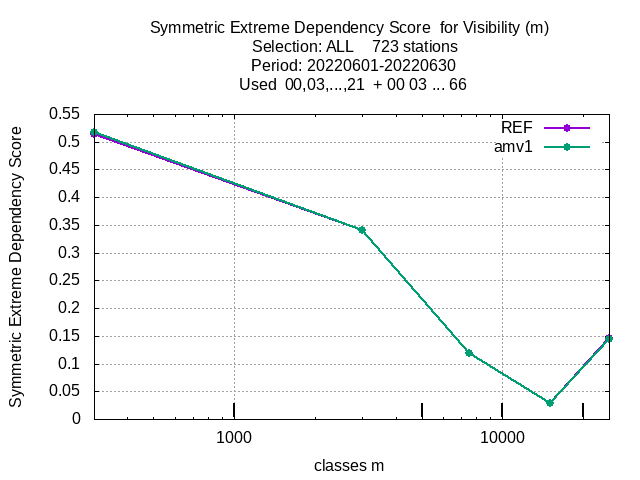 Symmetric Extreme Dependency Score for Visibility (m)
Selection: ALL 723 stations
Period: 20220601-20220630
Used 00,03,...,21 + 00 03 ... 66
Symmetric Extreme Dependency Score
0.55
0.5
0.45
0.4
0.35
0.3
0.25
0.2
0.15
0.1
0.05
0
REF
amv1
1000
10000
classes m